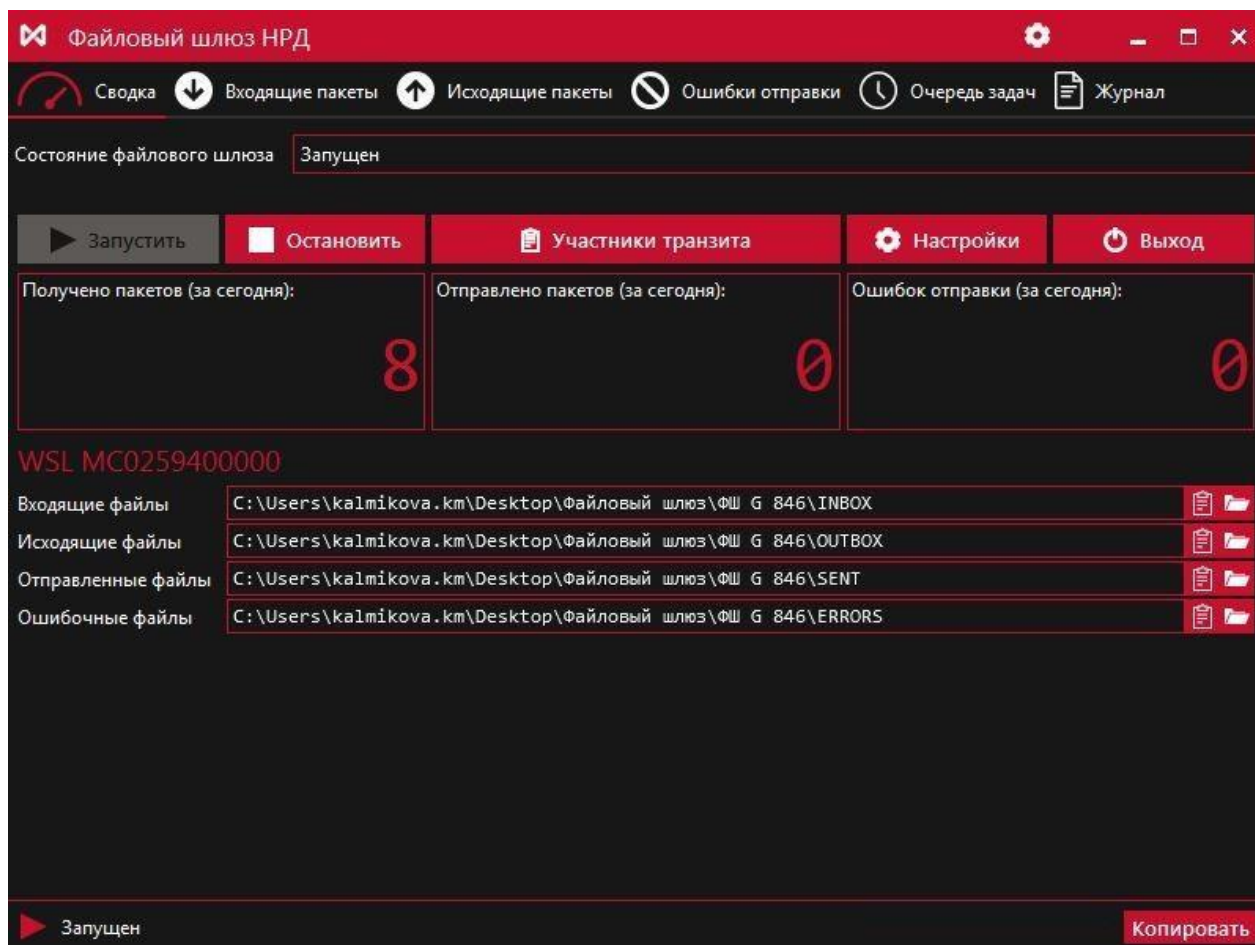 Файловый шлюз НРД
Сводка Входящие пакеты Исходящие пакеты Ошибки отправки Очередь задач Журнал
Состояние файлового шлюза Запущен
Запустить Остановить Участники транзита Настройки Выход
Получено пакетов (за сегодня): Отправлено пакетов (за сегодня): Ошибок отправки (за сегодня):
8 0 0
WSL MC0259400000
Входящие файлы C:\Users\kalmikova.km\Desktop\Файловый шлюз\ФШ G 846\INBOX
Исходящие файлы C:\Users\kalmikova.km\Desktop\Файловый шлюз\ФШ G 846\OUTBOX
Отправленные файлы C:\Users\kalmikova.km\Desktop\Файловый шлюз\ФШ G 846\SENT
Ошибочные файлы C:\Users\kalmikova.km\Desktop\Файловый шлюз\ФШ G 846\ERRORS
Запущен Копировать